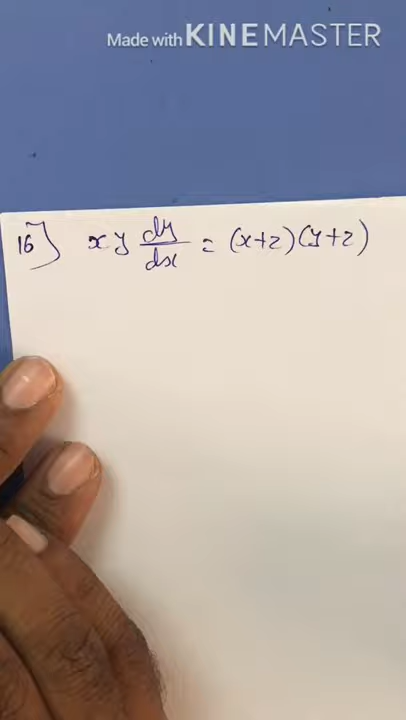 Made with KINEMASTER
16) xy dy/dx = (x+2)(y+2)